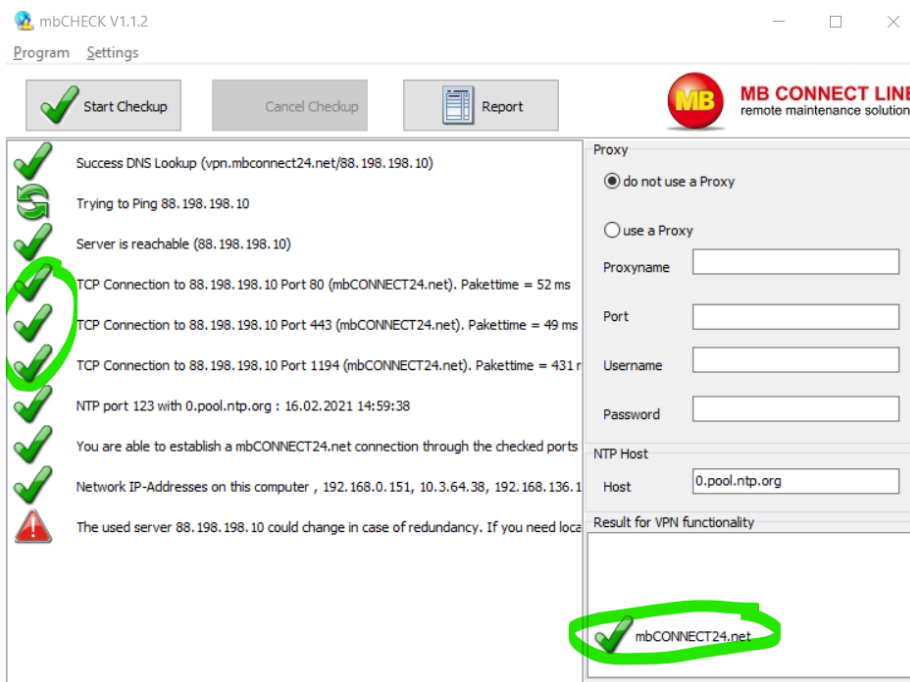 mbCHECK V1.1.2
Program Settings
Start Checkup
Cancel Checkup
Report
MB
MB CONNECT LINE
remote maintenance solution
Success DNS Lookup (vpn.mbconnect24.net/88.198.198.10)
Trying to Ping 88.198.198.10
Server is reachable (88.198.198.10)
TCP Connection to 88.198.198.10 Port 80 (mbCONNECT24.net). Pakettime = 52 ms
TCP Connection to 88.198.198.10 Port 443 (mbCONNECT24.net). Pakettime = 49 ms
TCP Connection to 88.198.198.10 Port 1194 (mbCONNECT24.net). Pakettime = 431
NTP port 123 with 0.pool.ntp.org : 16.02.2021 14:59:38
You are able to establish a mbCONNECT24.net connection through the checked ports
Network IP-Addresses on this computer , 192.168.0.151, 10.3.64.38, 192.168.136.1
The used server 88.198.198.10 could change in case of redundancy. If you need loca
Proxy
do not use a Proxy
use a Proxy
Proxyname
Port
Username
Password
NTP Host
Host
0.pool.ntp.org
Result for VPN functionality
mbCONNECT24.net